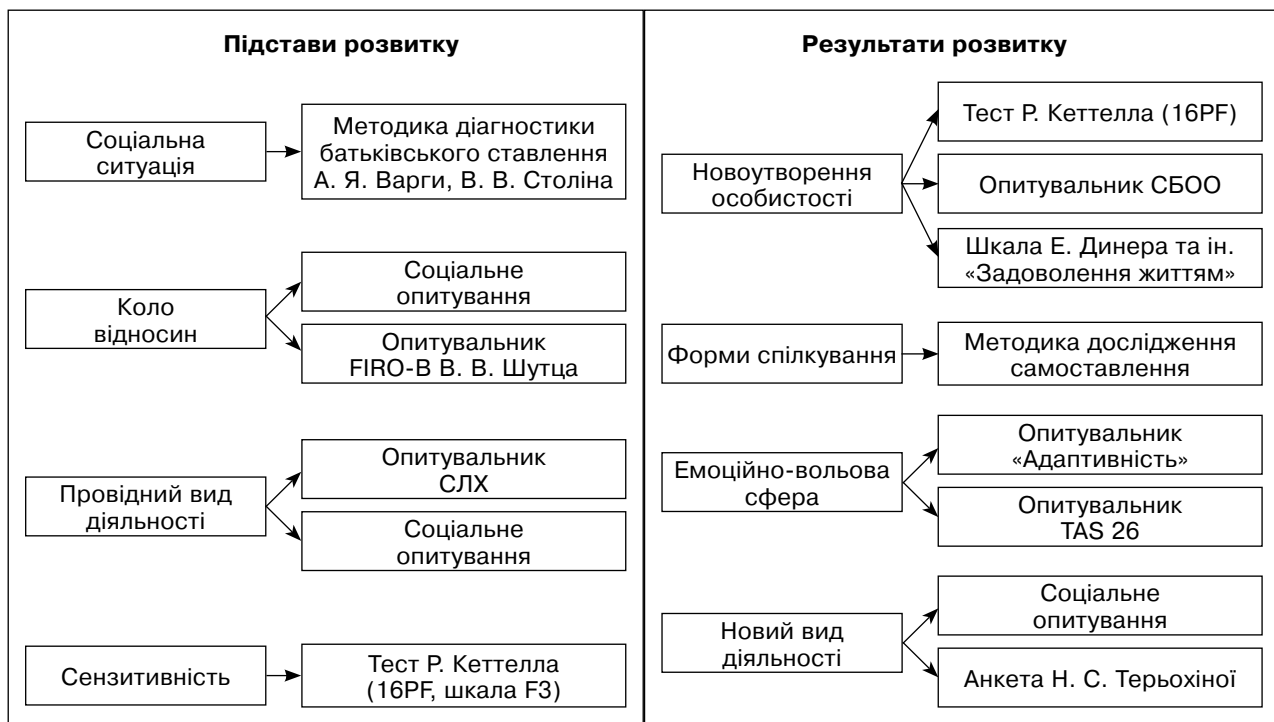 Підстави розвитку
Соціальна
ситуація
Методика діагностики
батьківського ставлення
А. Я. Варги, В. В. Століна
Коло
відносин
Соціальне
опитування
Опитувальник
FIRO-B В. В. Шутца
Провідний вид
діяльності
Опитувальник
СЛХ
Соціальне
опитування
Сензитивність
Тест Р. Кеттелла
(16PF, шкала F3)
Результати розвитку
Новоутворення
особистості
Тест Р. Кеттелла (16PF)
Опитувальник СБОО
Шкала Е. Динера та ін.
«Задоволення життям»
Форми спілкування
Методика дослідження
самоставлення
Емоційно-вольова
сфера
Опитувальник
«Адаптивність»
Опитувальник
TAS 26
Новий вид
діяльності
Соціальне
опитування
Анкета Н. С. Терьохіної